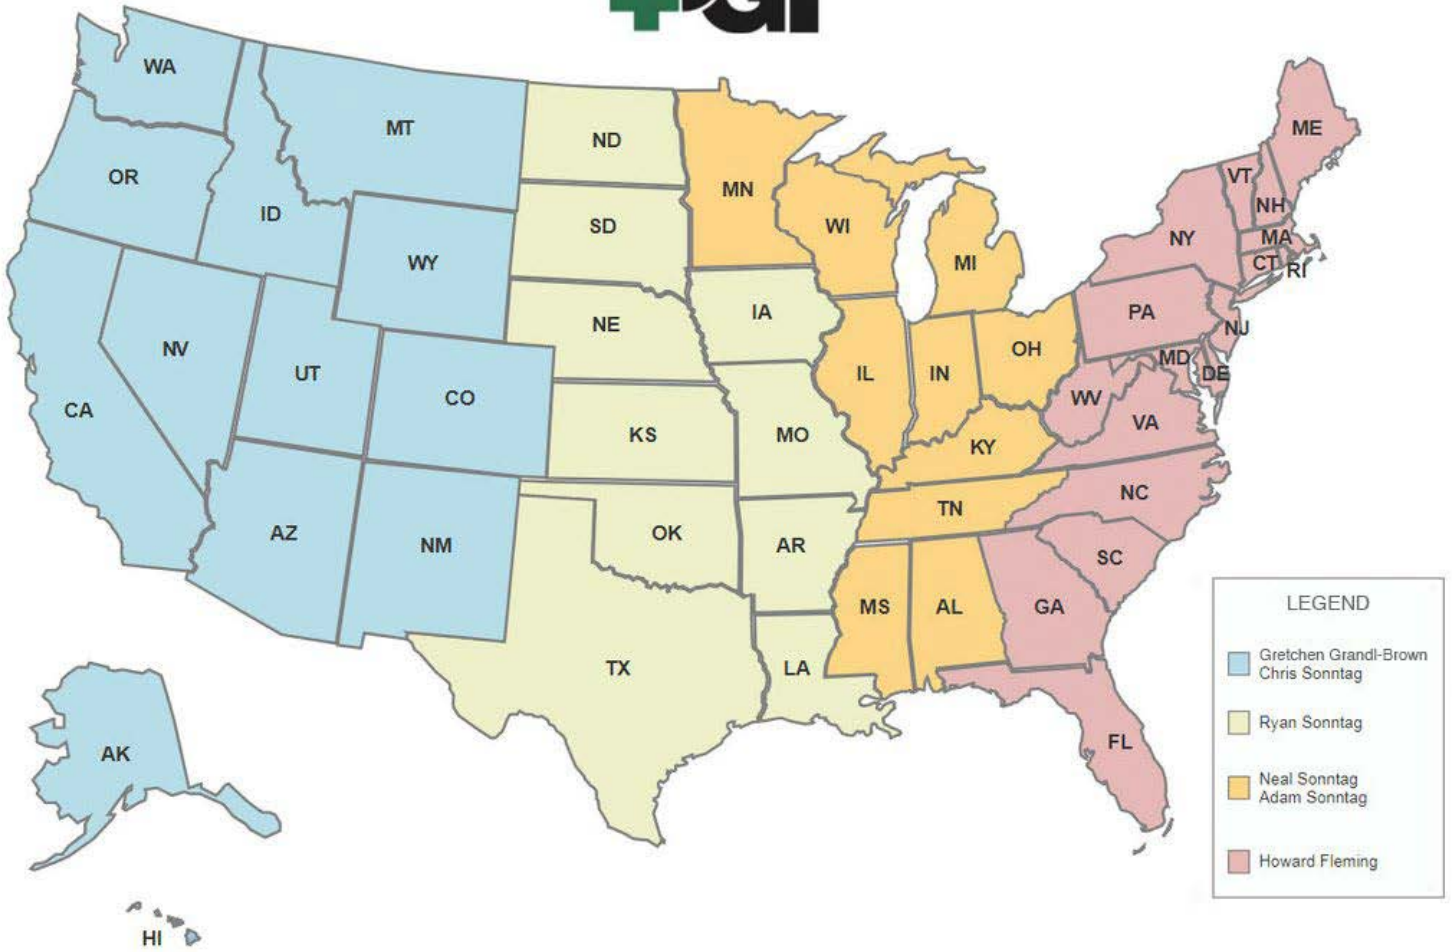 WA
MT
ND
ME
OR
ID
MN
VT
NH
SD
WI
NY
MA
WY
MI
CT
RI
IA
PA
NE
NJ
NV
OH
MD
UT
IL
IN
DE
CO
WV
CA
VA
KS
MO
KY
NC
TN
AZ
OK
NM
AR
SC
MS
AL
GA
TX
LA
FL
AK
HI
LEGEND
Gretchen Grandl-Brown
Chris Sonntag
Ryan Sonntag
Neal Sonntag
Adam Sonntag
Howard Fleming